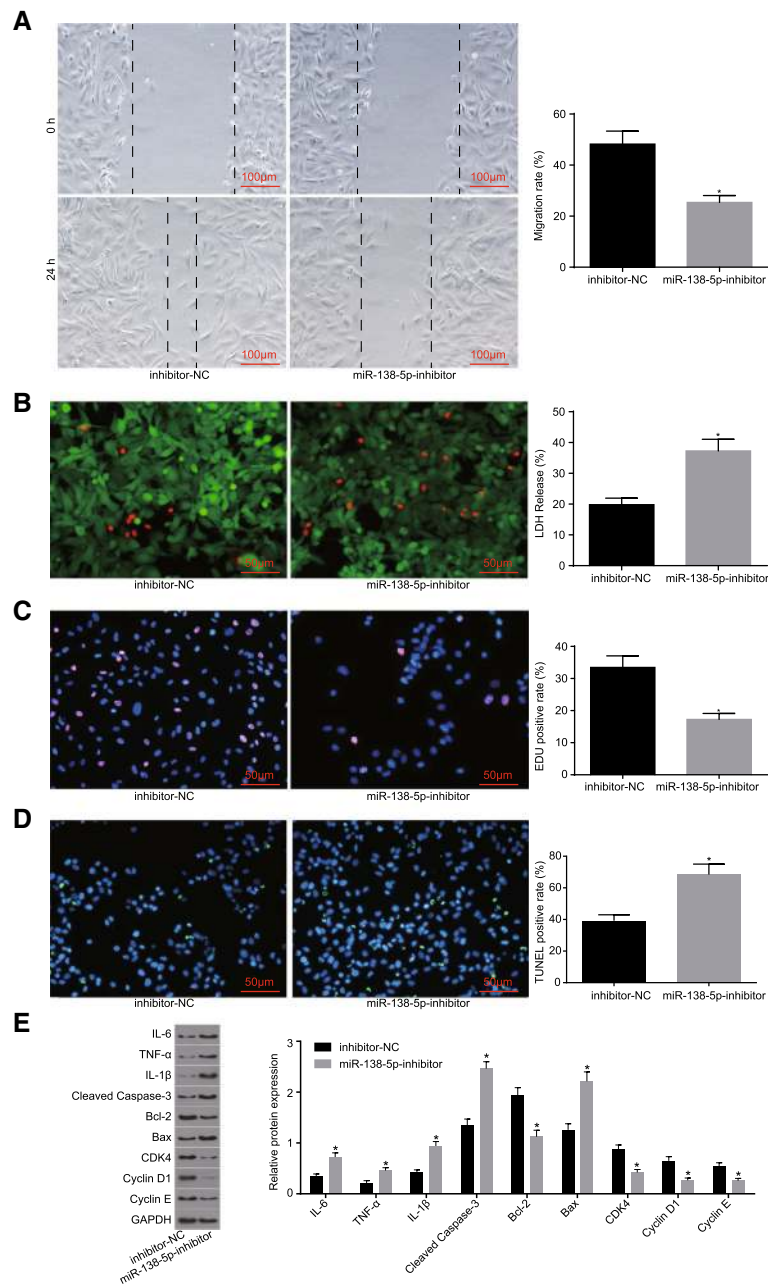 A
0 h
100µm
100µm
24 h
100µm
100µm
inhibitor-NC
miR-138-5p-inhibitor
Migration rate (%)
60
40
20
0
*
inhibitor-NC
miR-138-5p-inhibitor
B
50µm
50µm
inhibitor-NC
miR-138-5p-inhibitor
LDH Release (%)
50
40
30
20
10
0
*
inhibitor-NC
miR-138-5p-inhibitor
C
50µm
50µm
inhibitor-NC
miR-138-5p-inhibitor
EDU positive rate (%)
40
30
20
10
0
*
inhibitor-NC
miR-138-5p-inhibitor
D
50µm
50µm
inhibitor-NC
miR-138-5p-inhibitor
TUNEL positive rate (%)
80
60
40
20
0
*
inhibitor-NC
miR-138-5p-inhibitor
E
IL-6
TNF-α
IL-1β
Cleaved Caspase-3
Bcl-2
Bax
CDK4
Cyclin D1
Cyclin E
GAPDH
inhibitor-NC
miR-138-5p-inhibitor
Relative protein expression
3
2
1
0
inhibitor-NC
miR-138-5p-inhibitor
* * * * * * * * *
IL-6
TNF-α
IL-1β
Cleaved Caspase-3
Bcl-2
Bax
CDK4
Cyclin D1
Cyclin E